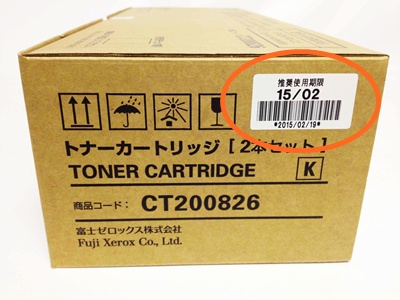 推奨使用期限
15/02
*2015/02/19*
トナーカートリッジ [ 2本セット ]
TONER CARTRIDGE
K
商品コード： CT200826
富士ゼロックス株式会社
Fuji Xerox Co., Ltd.